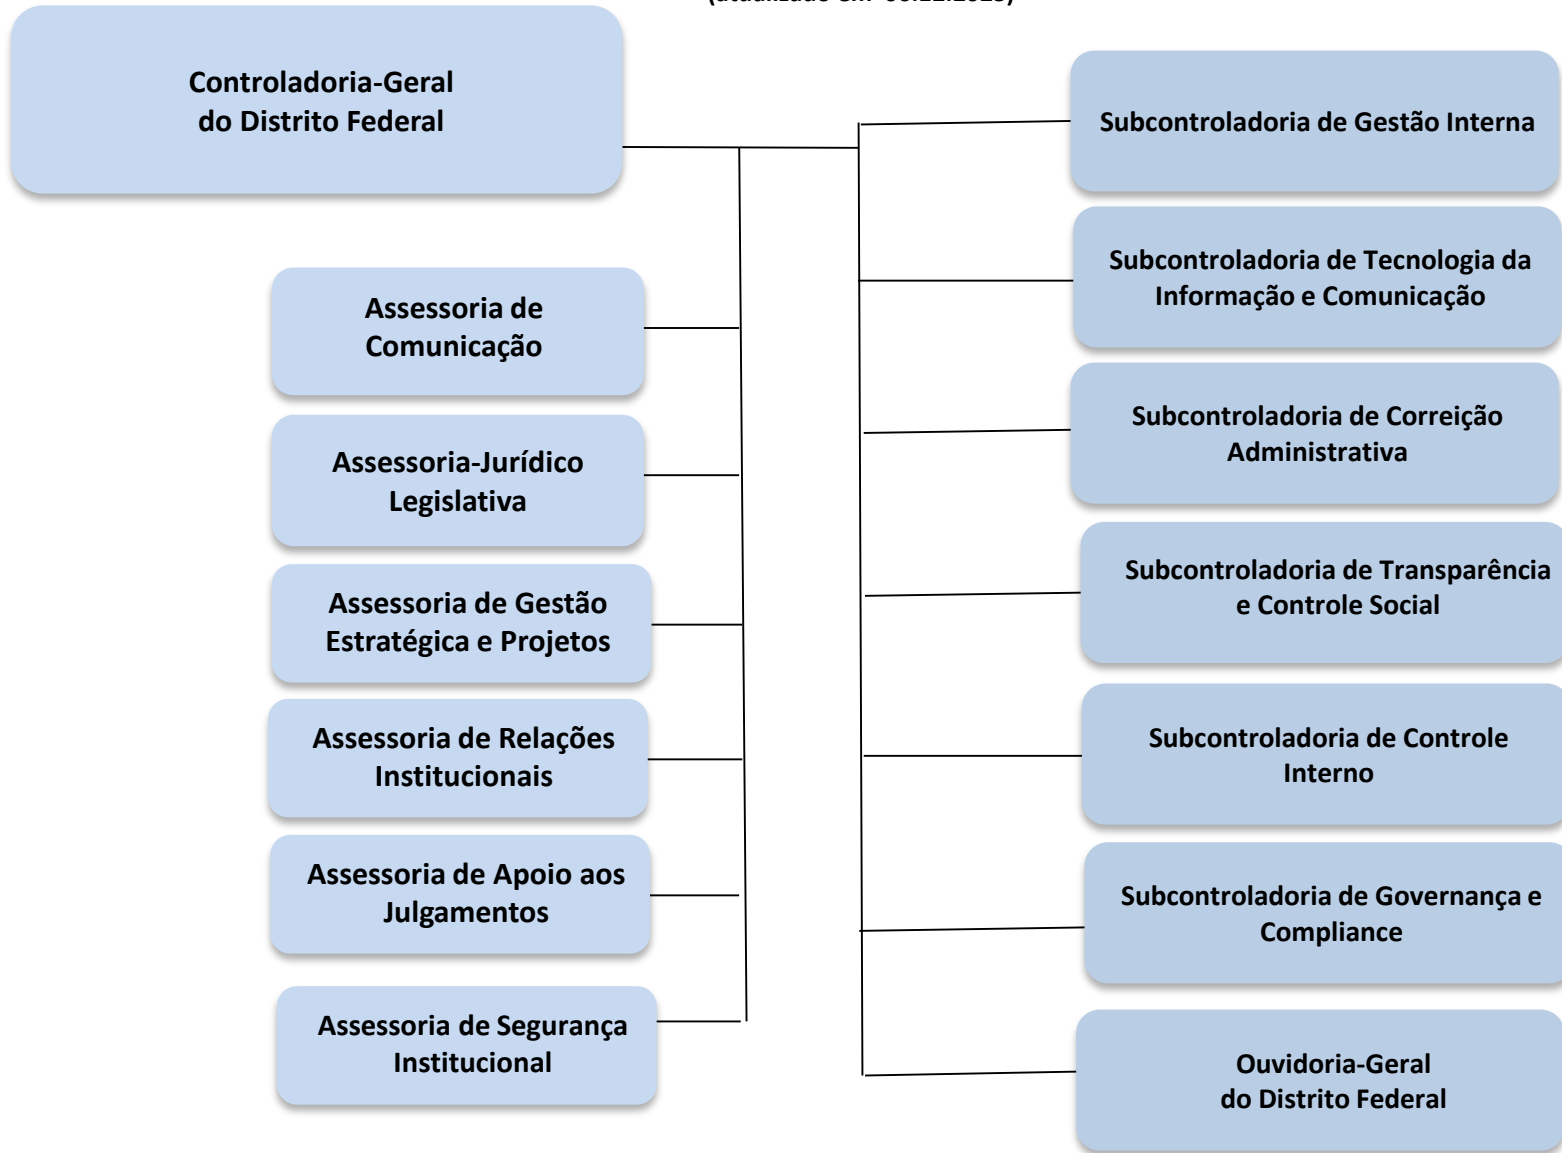 (atualizado em
Controladoria-Geral
do Distrito Federal
Assessoria de
Comunicação
Assessoria-Jurídico
Legislativa
Assessoria de Gestão
Estratégica e Projetos
Assessoria de Relações
Institucionais
Assessoria de Apoio aos
Julgamentos
Assessoria de Segurança
Institucional
Subcontroladoria de Gestão Interna
Subcontroladoria de Tecnologia da
Informação e Comunicação
Subcontroladoria de Correição
Administrativa
Subcontroladoria de Transparência
e Controle Social
Subcontroladoria de Controle
Interno
Subcontroladoria de Governança e
Compliance
Ouvidoria-Geral
do Distrito Federal